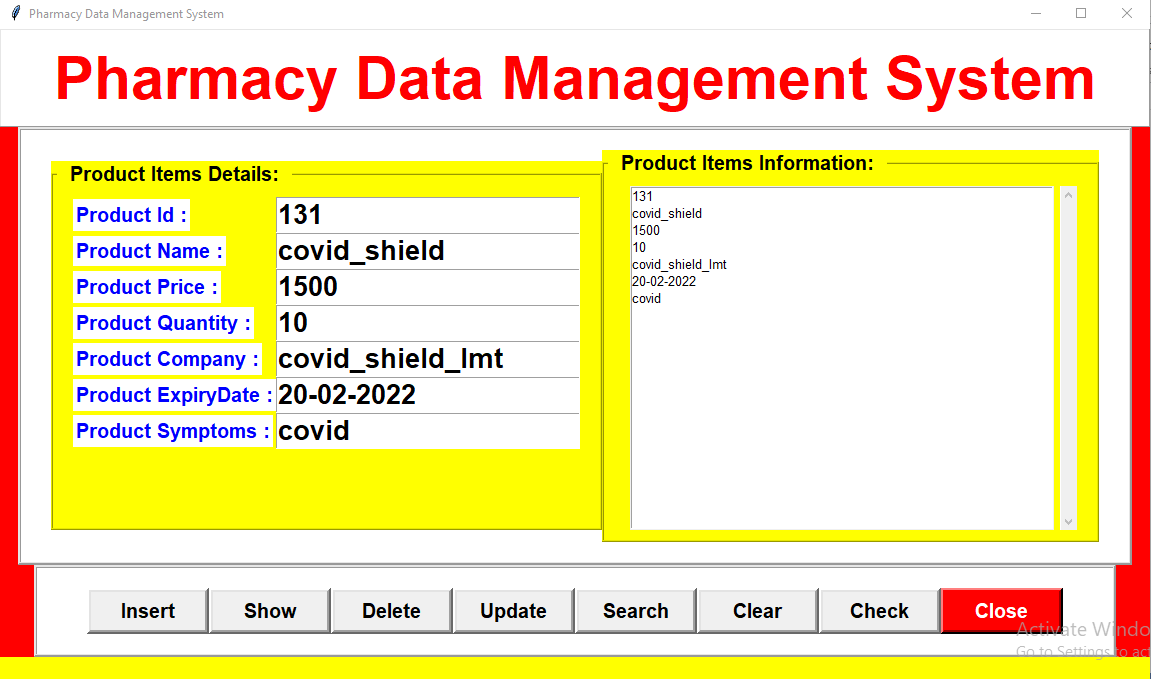 Pharmacy Data Management System
Pharmacy Data Management System
Product Items Details:
Product Id : 131
Product Name : covid_shield
Product Price : 1500
Product Quantity : 10
Product Company : covid_shield_lmt
Product ExpiryDate : 20-02-2022
Product Symptoms : covid
Product Items Information:
131
covid_shield
1500
10
covid_shield_lmt
20-02-2022
covid
Insert Show Delete Update Search Clear Check Close
Activate Windo
Go to Settings to act